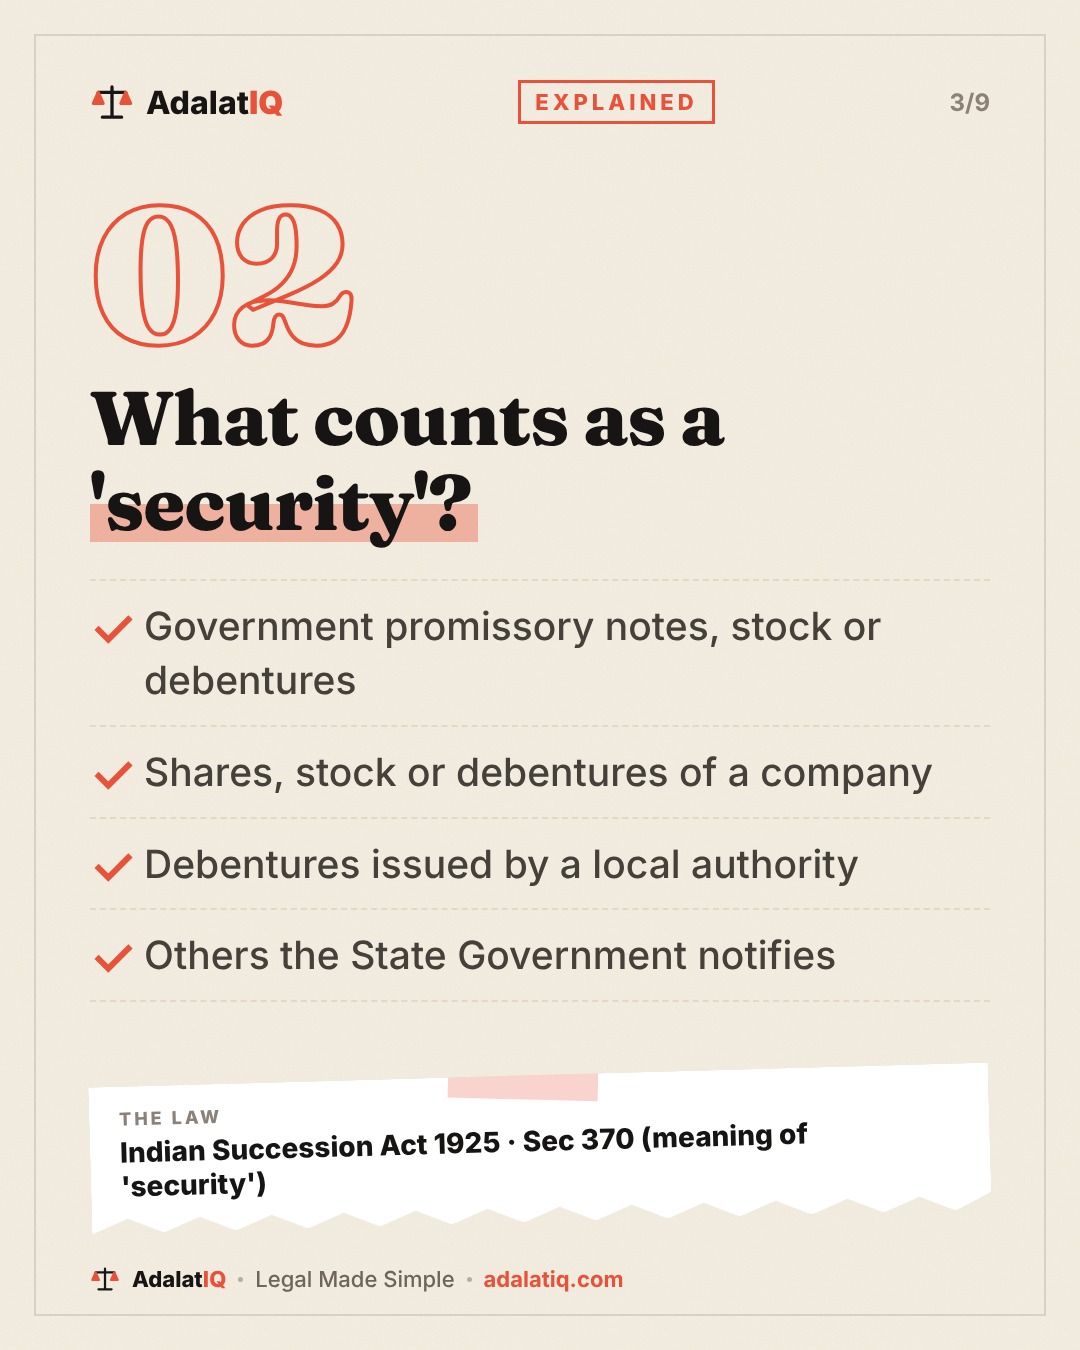 AdalatIQ
EXPLAINED
3/9
02
What counts as a
'security'?
Government promissory notes, stock or
debentures
Shares, stock or debentures of a company
Debentures issued by a local authority
Others the State Government notifies
THE LAW
Indian Succession Act 1925 · Sec 370 (meaning of
'security')
AdalatIQ • Legal Made Simple • adalatiq.com